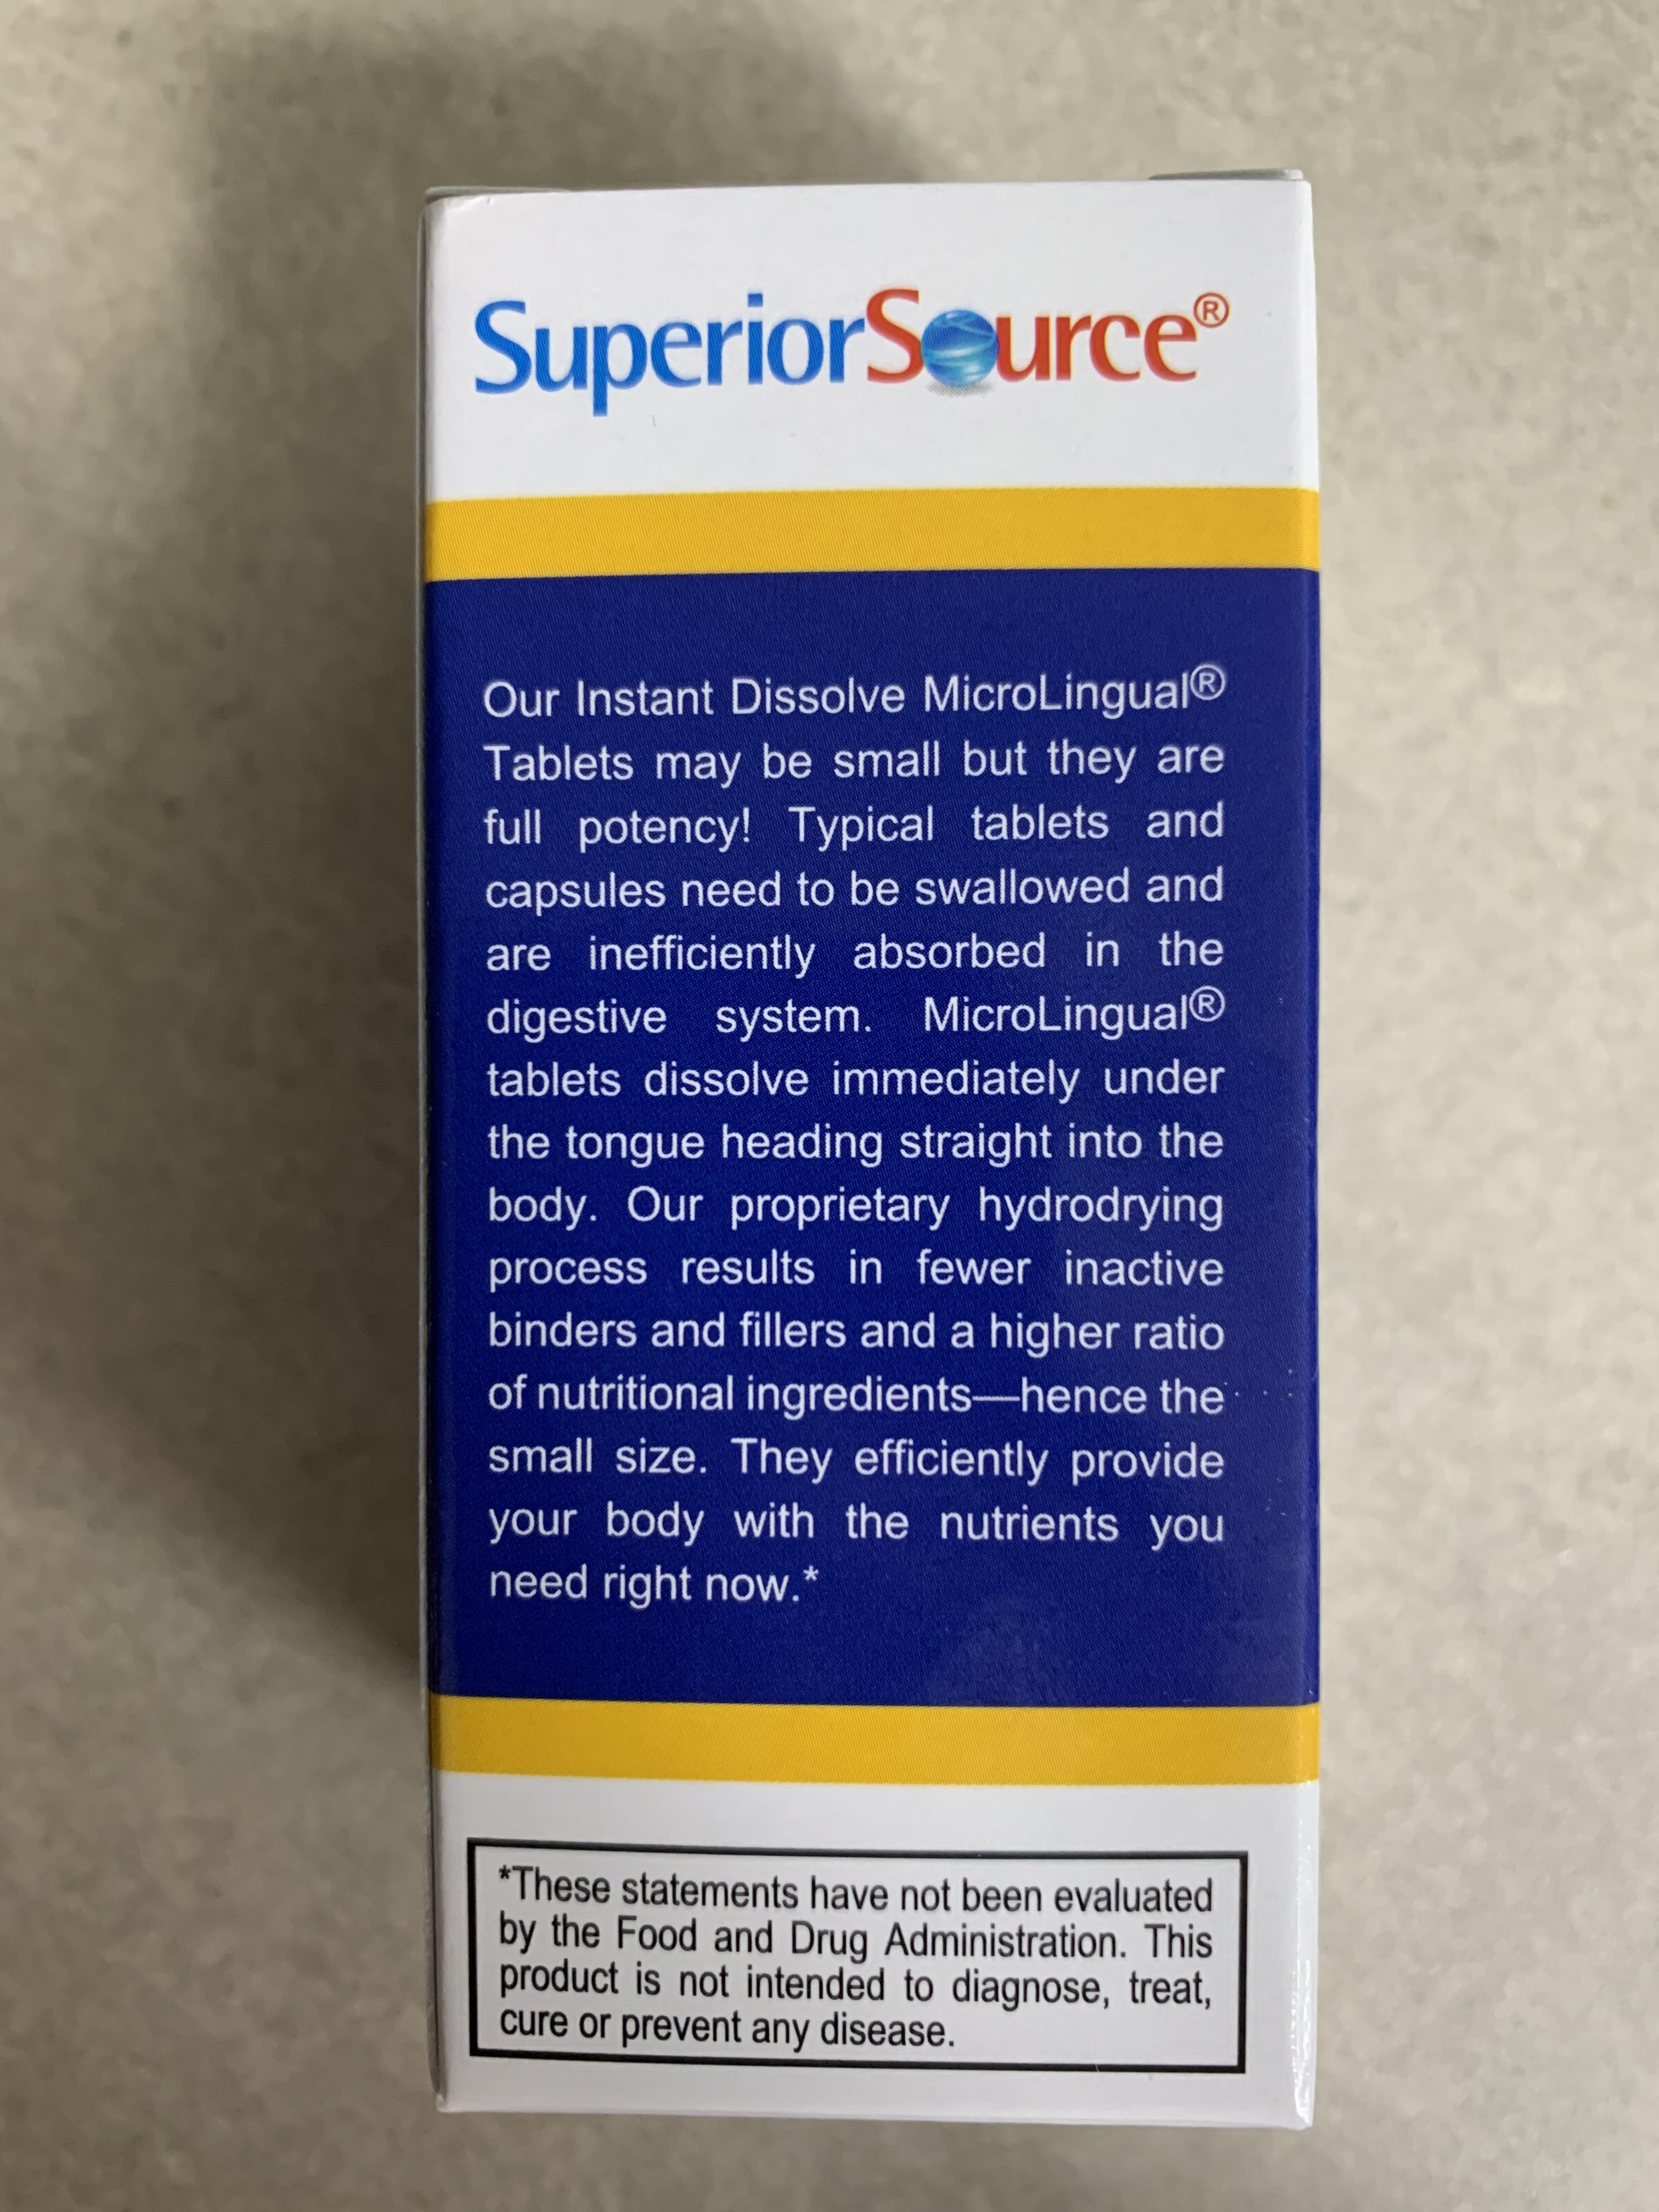 SuperiorSource®
Our Instant Dissolve MicroLingual®
Tablets may be small but they are
full potency! Typical tablets and
capsules need to be swallowed and
are inefficiently absorbed in the
digestive system. MicroLingual®
tablets dissolve immediately under
the tongue heading straight into the
body. Our proprietary hydrodrying
process results in fewer inactive
binders and fillers and a higher ratio
of nutritional ingredients—hence the
small size. They efficiently provide
your body with the nutrients you
need right now.*
*These statements have not been evaluated
by the Food and Drug Administration. This
product is not intended to diagnose, treat,
cure or prevent any disease.